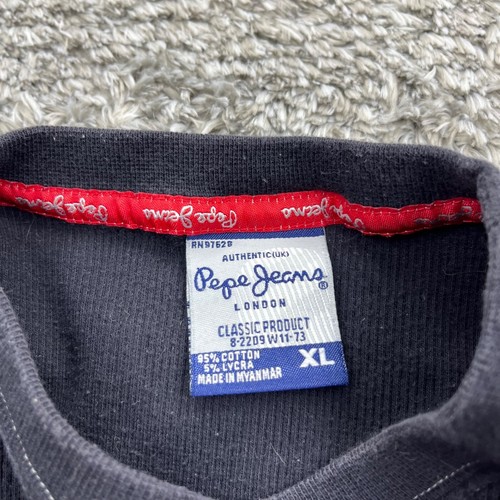 Pepe Jeans
Pepe Jeans
Pepe Jeans
RN97628
AUTHENTIC(UK)
Pepe Jeans®
LONDON
CLASSIC PRODUCT
8-2209 W11-73
95% COTTON
5% LYCRA
MADE IN MYANMAR
XL